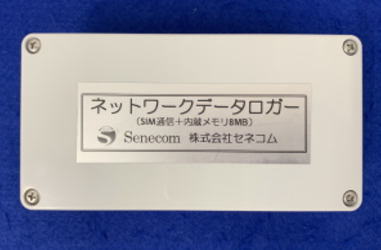 ネットワークデータロガー
(SIM通信+内蔵メモリ8MB)
Senecom 株式会社セネコム